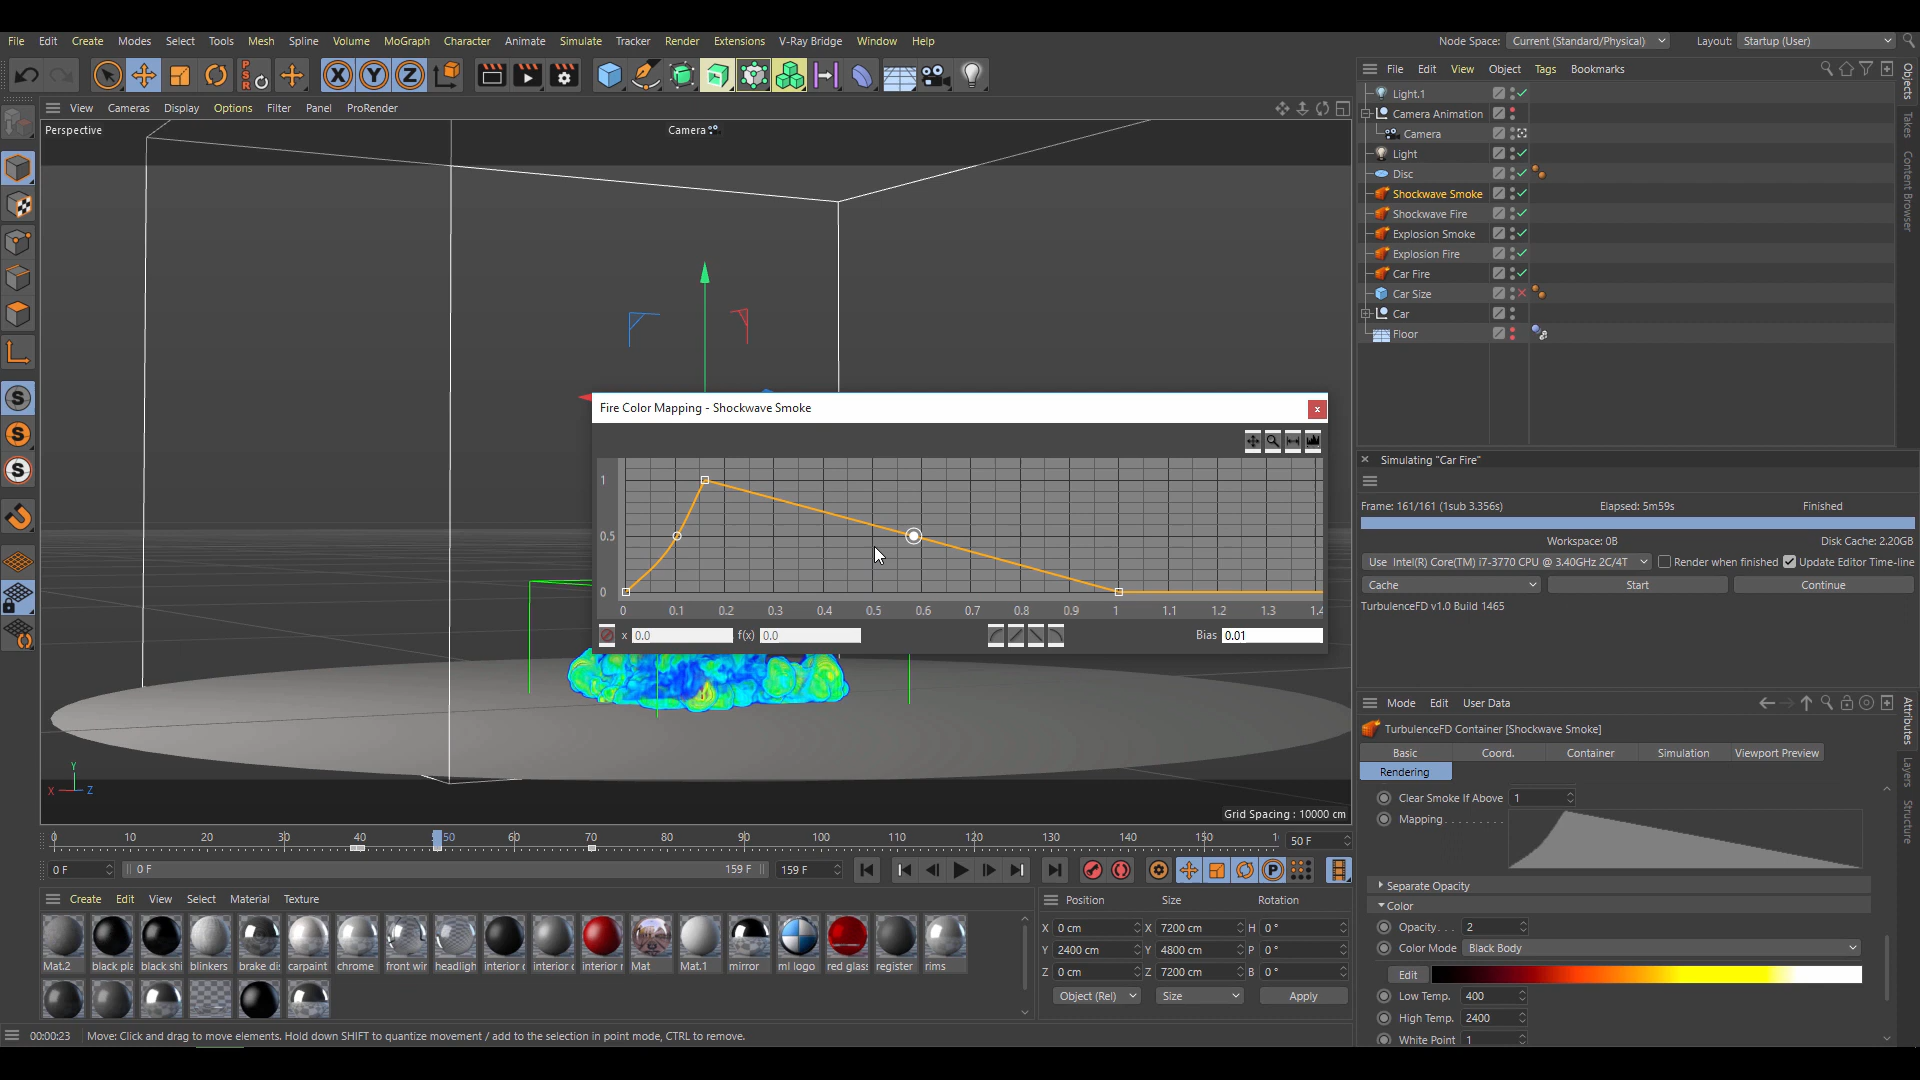 File Edit Create Modes Select Tools Mesh Spline Volume MoGraph Character Animate Simulate Tracker Render Extensions V-Ray Bridge Window Help Node Space: Current (Standard/Physical) Layout: Startup (User)
X Y Z PSR
File Edit View Object Tags Bookmarks
View Cameras Display Options Filter Panel ProRender
Perspective
Camera
Light.1
Camera Animation
Camera
Light
Disc
Shockwave Smoke
Shockwave Fire
Explosion Smoke
Explosion Fire
Car Fire
Car Size
Car
Floor
Objects
Takes
Content Browser
Fire Color Mapping - Shockwave Smoke
x
1
0.5
0
0 0.1 0.2 0.3 0.4 0.5 0.6 0.7 0.8 0.9 1 1.1 1.2 1.3 1.4
x 0.0 f(x) 0.0 Bias 0.01
Simulating "Car Fire"
Frame: 161/161 (1sub 3.356s) Elapsed: 5m59s Finished
Workspace: 0B Disk Cache: 2.20GB
Use Intel(R) Core(TM) i7-3770 CPU @ 3.40GHz 2C/4T Render when finished Update Editor Time-line
Cache Start Continue
TurbulenceFD v1.0 Build 1465
Mode Edit User Data
TurbulenceFD Container [Shockwave Smoke]
Basic Coord. Container Simulation Viewport Preview
Rendering
Clear Smoke If Above 1
Mapping
Separate Opacity
Color
Opacity 2
Color Mode Black Body
Edit
Low Temp. 400
High Temp. 2400
White Point 1
Attributes
Layers
Structure
Y
X Z
Grid Spacing : 10000 cm
0 10 20 30 40 50 60 70 80 90 100 110 120 130 140 150 50 F
0 F 0 F 159 F 159 F
Create Edit View Select Material Texture
Mat.2 black pla black shi blinkers brake dis carpaint chrome front wir headligh interior c interior c interior r Mat Mat.1 mirror ml logo red glass register rims
Position Size Rotation
X 0 cm X 7200 cm H 0 °
Y 2400 cm Y 4800 cm P 0 °
Z 0 cm Z 7200 cm B 0 °
Object (Rel) Size Apply
00:00:23 Move: Click and drag to move elements. Hold down SHIFT to quantize movement / add to the selection in point mode, CTRL to remove.